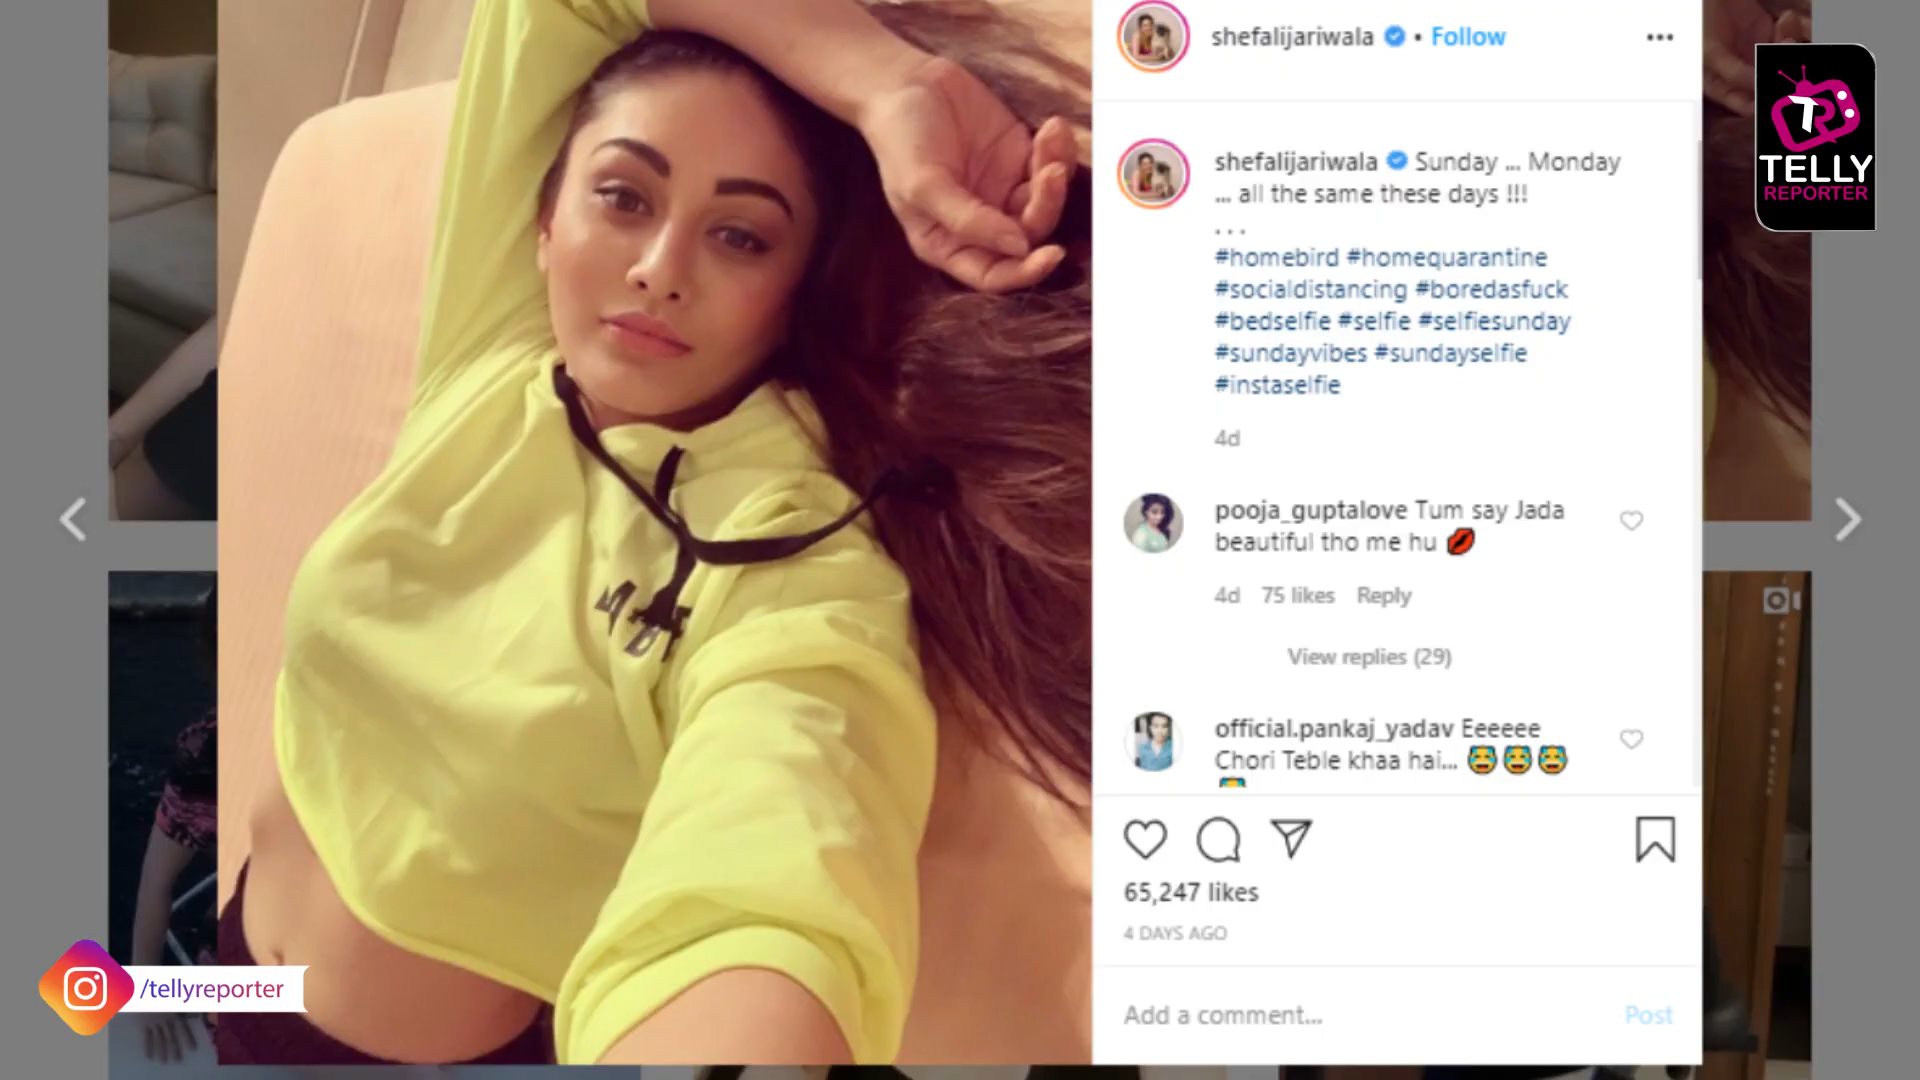 shefalijariwala • Follow
shefalijariwala Sunday ... Monday
... all the same these days !!!
. . .
#homebird #homequarantine
#socialdistancing #boredasfuck
#bedselfie #selfie #selfiesunday
#sundayvibes #sundayselfie
#instaselfie
4d
pooja_guptalove Tum say Jada
beautiful tho me hu 💋
4d 75 likes Reply
View replies (29)
official.pankaj_yadav Eeeeee
Chori Teble khaa hai...
65,247 likes
4 DAYS AGO
Add a comment... Post
TR
TELLY
REPORTER
/tellyreporter